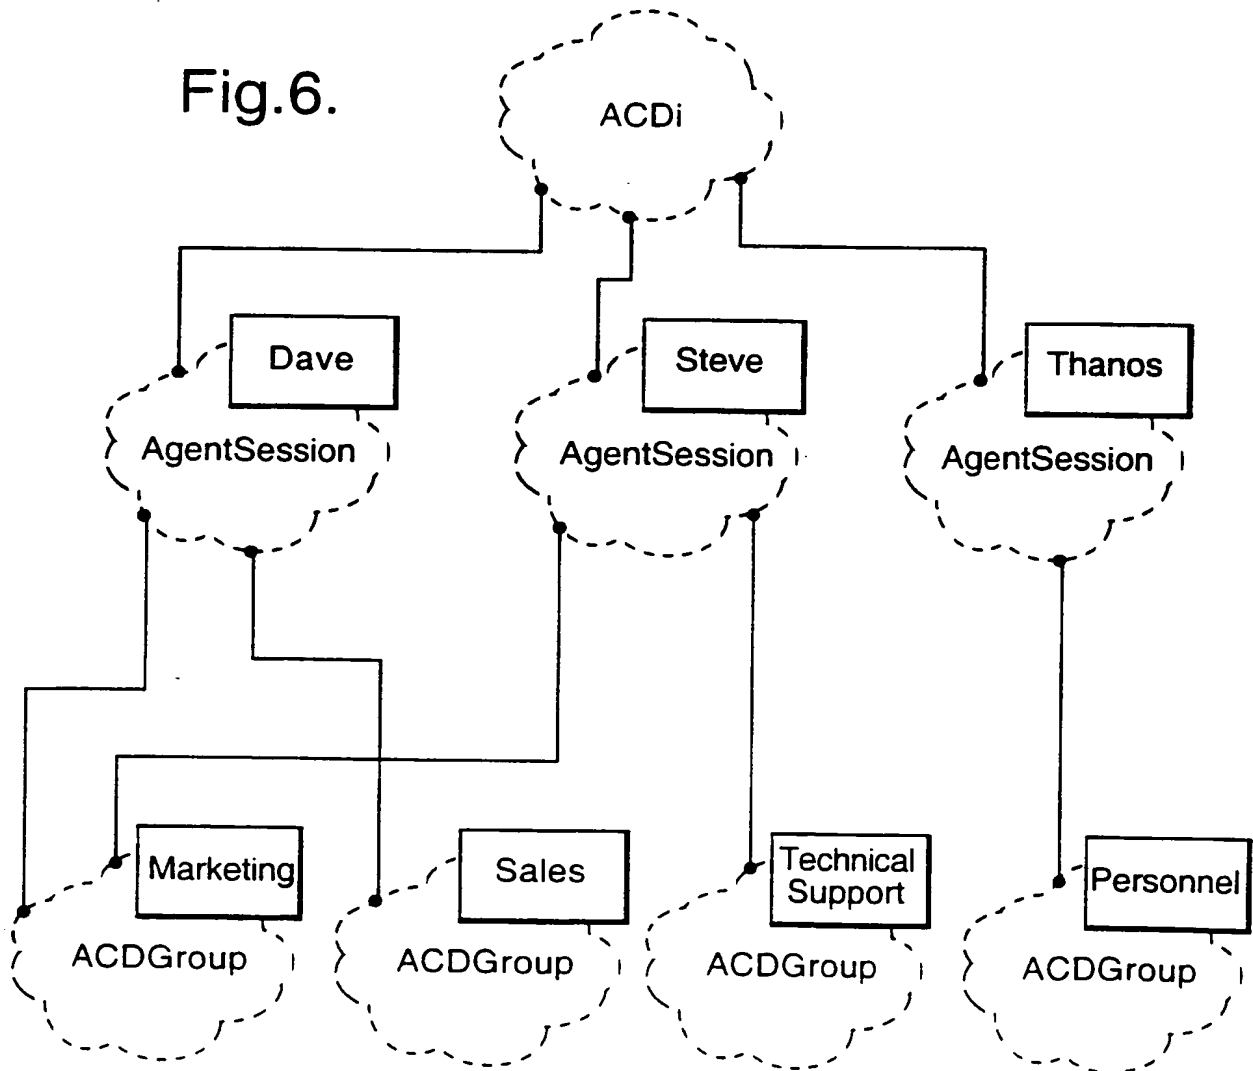 Fig.6.
ACDi
Dave
Steve
Thanos
AgentSession
AgentSession
AgentSession
Marketing
Sales
Technical
Support
Personnel
ACDGroup
ACDGroup
ACDGroup
ACDGroup